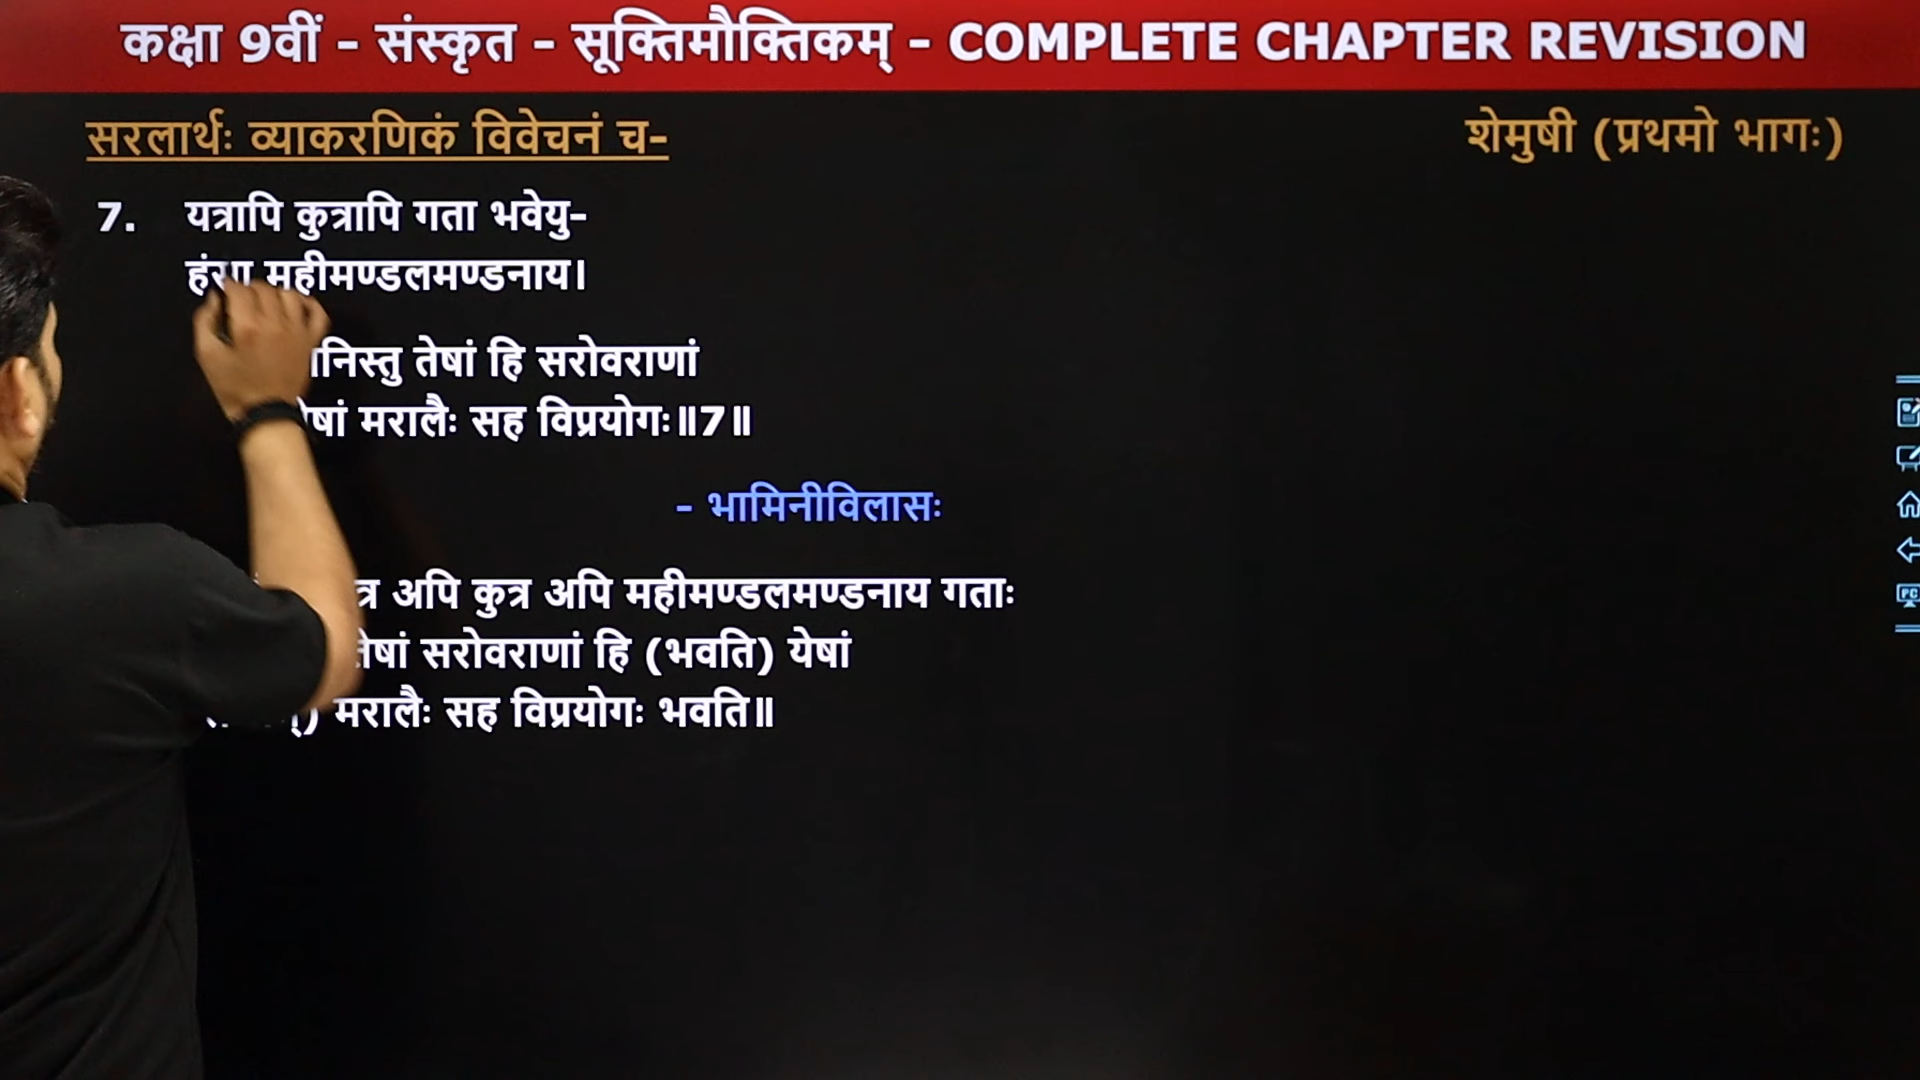 कक्षा 9वीं - संस्कृत - सूक्तिमौक्तिकम् - COMPLETE CHAPTER REVISION
सरलार्थः व्याकरणिकं विवेचनं च-
शेमुषी (प्रथमो भागः)
7. यत्रापि कुत्रापि गता भवेयु-
हंसा महीमण्डलमण्डनाय।
तेषां हि सरोवराणां
मरालैः सह विप्रयोगः॥7॥
- भामिनीविलासः
अपि कुत्र अपि महीमण्डलमण्डनाय गताः
तेषां सरोवराणां हि (भवति) येषां
मरालैः सह विप्रयोगः भवति॥